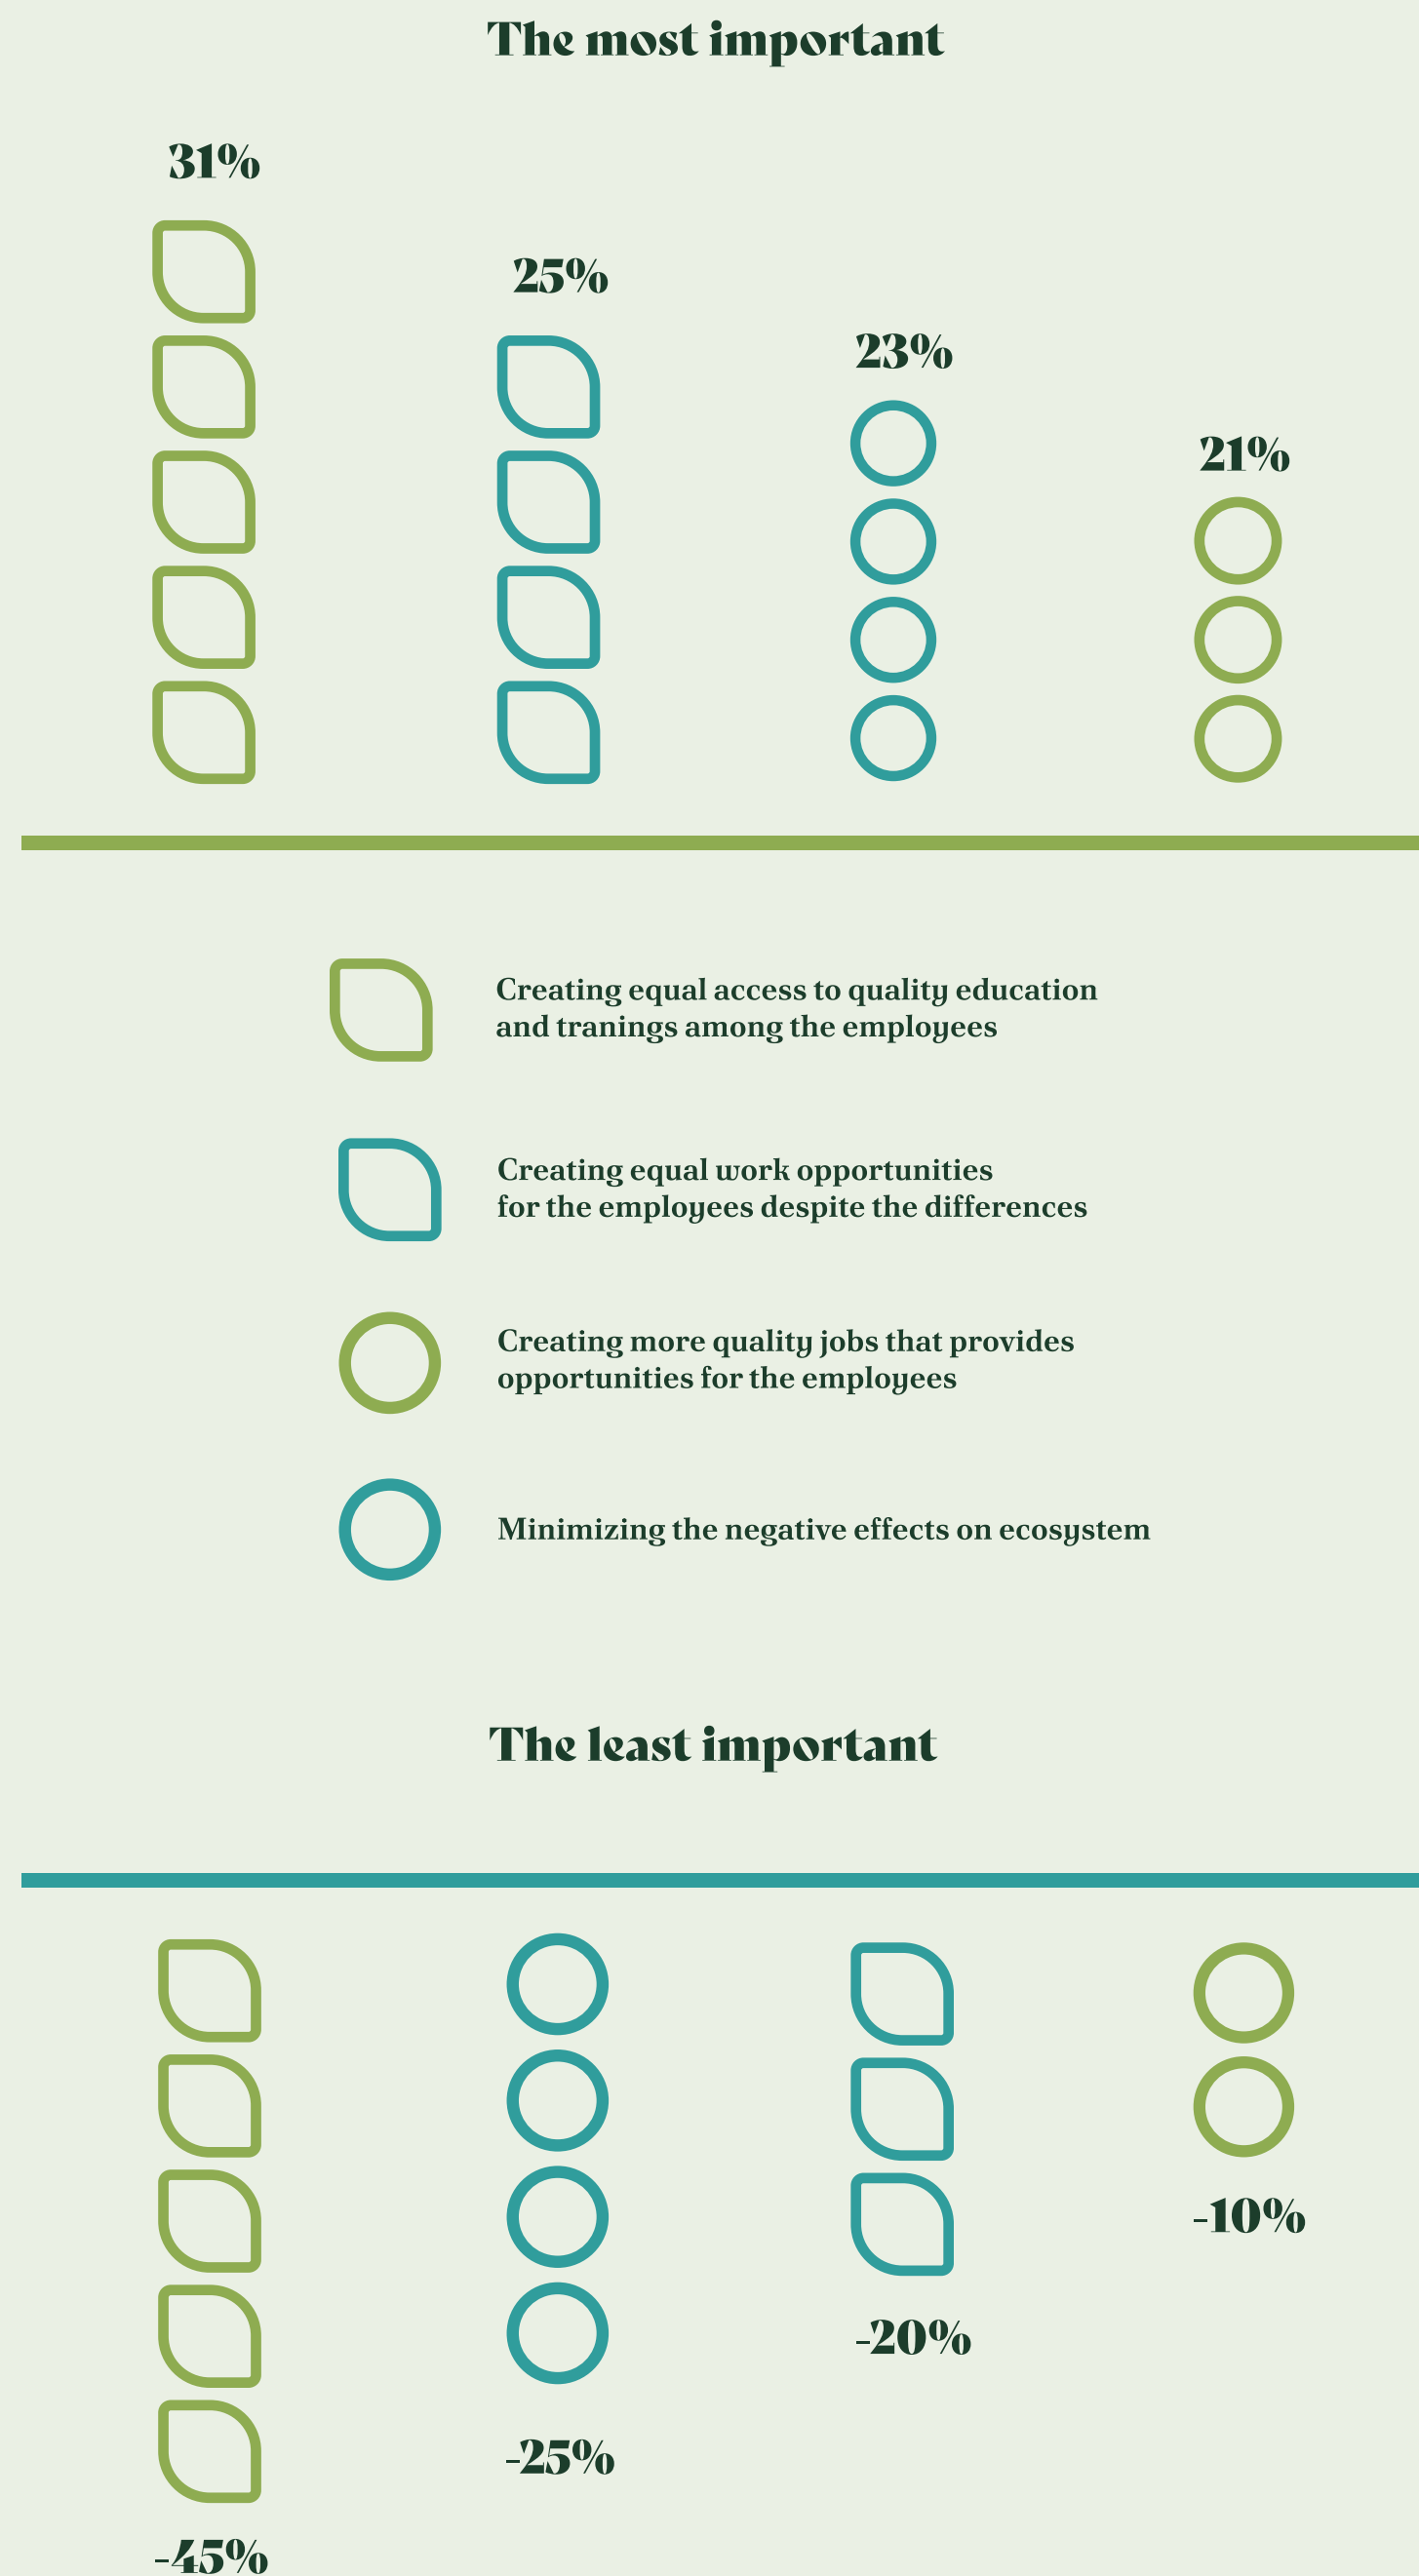 The most important
31%
25%
23%
21%
Creating equal access to quality education
and tranings among the employees
Creating equal work opportunities
for the employees despite the differences
Creating more quality jobs that provides
opportunities for the employees
Minimizing the negative effects on ecosystem
The least important
-10%
-20%
-25%
-45%